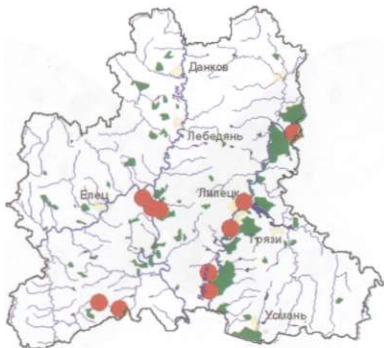 Данков
Лебедянь
Елец
Липецк
Грязи
Усмань